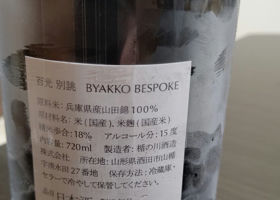 百光 別誂 BYAKKO BESPOKE
原料米:兵庫県産山田錦100%
原材料名:米(国産)、米麹(国産米)
精米歩合:18% アルコール分:15度
内容量:720ml 製造者:楯の川酒造
株式会社 所在地:山形県酒田市山楯
字清水田27番地 保存方法:冷蔵庫・
セラーで冷やして保管してください。
日本酒